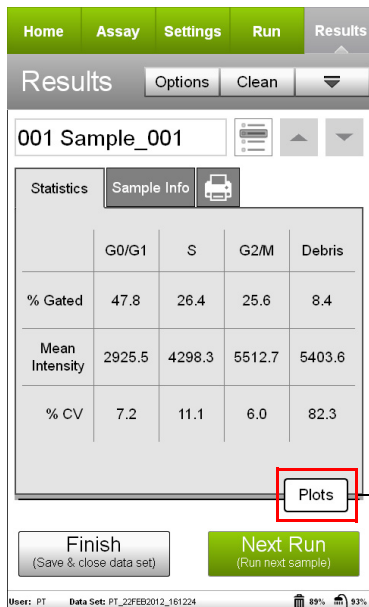 Home Assay Settings Run Results
Results Options Clean
001 Sample_001
Statistics Sample Info
G0/G1 S G2/M Debris
% Gated 47.8 26.4 25.6 8.4
Mean
Intensity 2925.5 4298.3 5512.7 5403.6
% CV 7.2 11.1 6.0 82.3
Plots
Finish Next Run
(Save & close data set) (Run next sample)
User: PT Data Set: PT_22FEB2012_161224 89% 93%